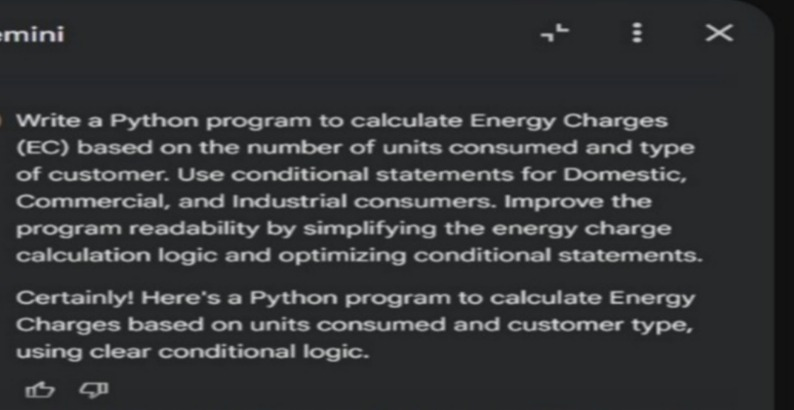 emini
Write a Python program to calculate Energy Charges
(EC) based on the number of units consumed and type
of customer. Use conditional statements for Domestic,
Commercial, and Industrial consumers. Improve the
program readability by simplifying the energy charge
calculation logic and optimizing conditional statements.
Certainly! Here's a Python program to calculate Energy
Charges based on units consumed and customer type,
using clear conditional logic.